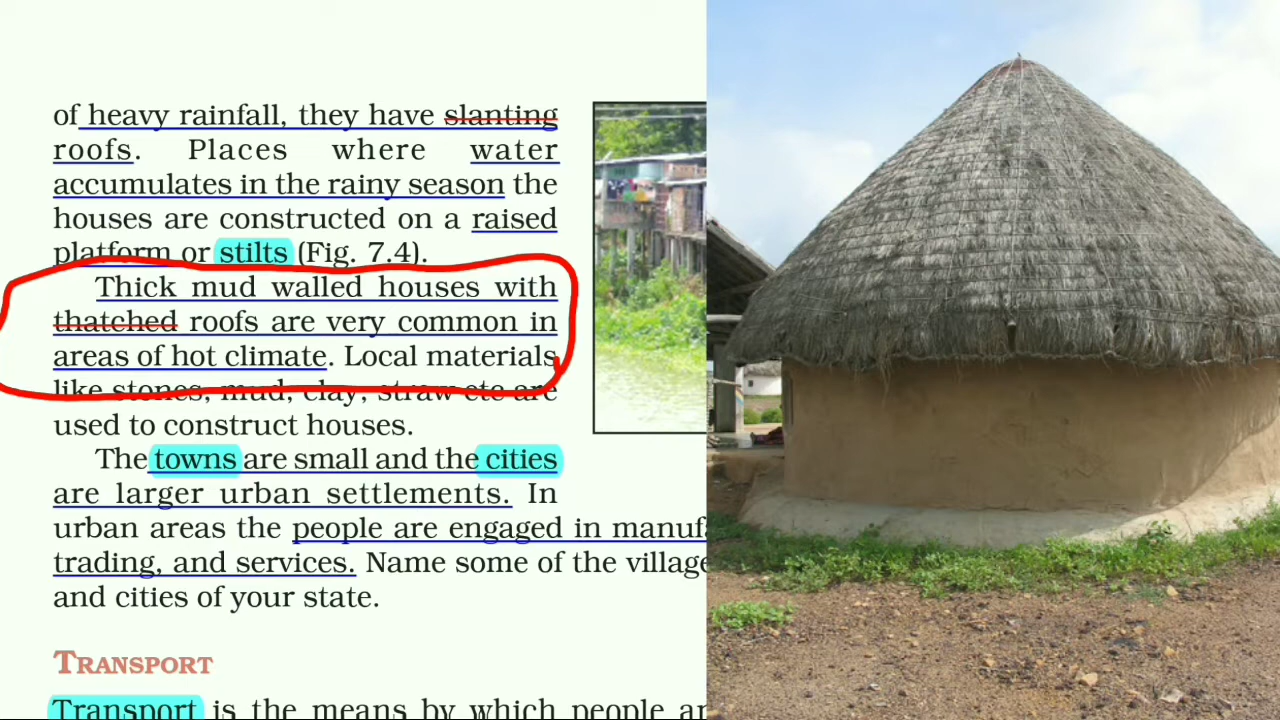 of heavy rainfall, they have slanting
roofs. Places where water
accumulates in the rainy season the
houses are constructed on a raised
platform or stilts (Fig. 7.4).
Thick mud walled houses with
thatched roofs are very common in
areas of hot climate. Local materials
like stones, mud, clay, straw etc are
used to construct houses.
The towns are small and the cities
are larger urban settlements. In
urban areas the people are engaged in manuf
trading, and services. Name some of the village
and cities of your state.
TRANSPORT
Transport is the means by which people